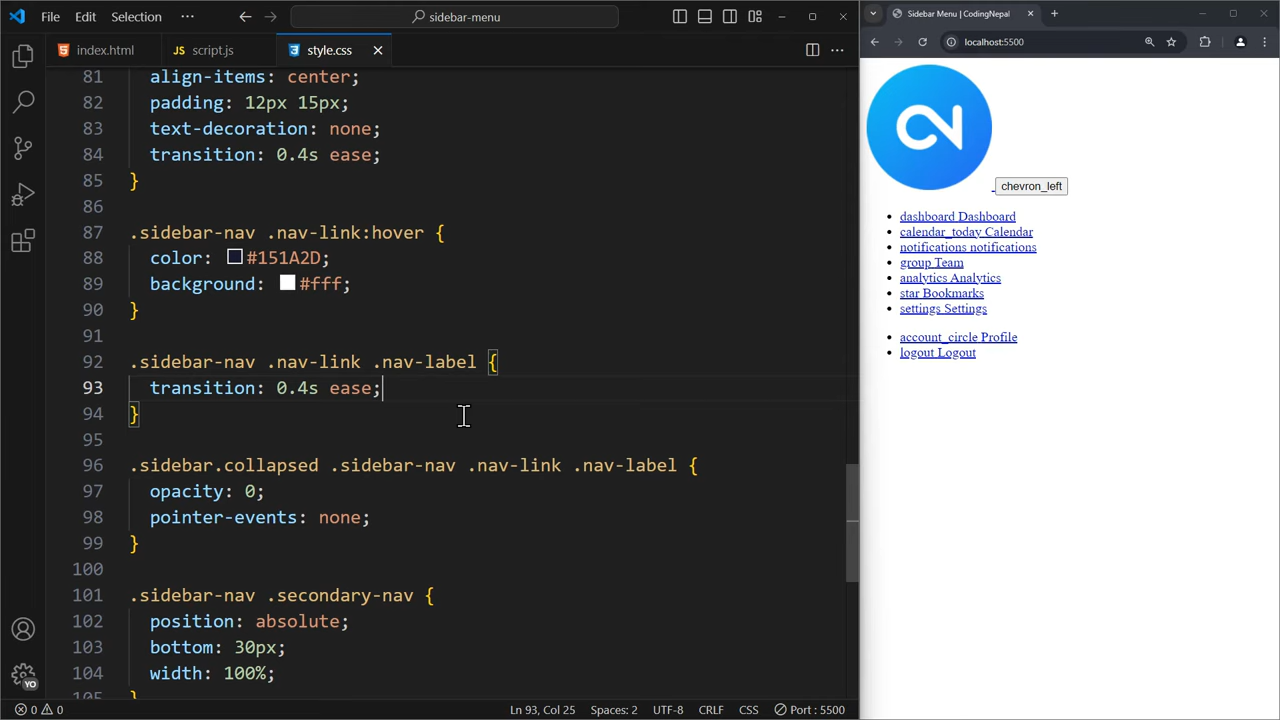 File Edit Selection ··· sidebar-menu
index.html script.js style.css
81 align-items: center;
82 padding: 12px 15px;
83 text-decoration: none;
84 transition: 0.4s ease;
85 }
86
87 .sidebar-nav .nav-link:hover {
88 color: #151A2D;
89 background: #fff;
90 }
91
92 .sidebar-nav .nav-link .nav-label {
93 transition: 0.4s ease;
94 }
95
96 .sidebar.collapsed .sidebar-nav .nav-link .nav-label {
97 opacity: 0;
98 pointer-events: none;
99 }
100
101 .sidebar-nav .secondary-nav {
102 position: absolute;
103 bottom: 30px;
104 width: 100%;
105 }
YO
0 0 Ln 93, Col 25 Spaces: 2 UTF-8 CRLF CSS Port : 5500
Sidebar Menu | CodingNepal
localhost:5500
chevron_left
dashboard Dashboard
calendar_today Calendar
notifications notifications
group Team
analytics Analytics
star Bookmarks
settings Settings
account_circle Profile
logout Logout